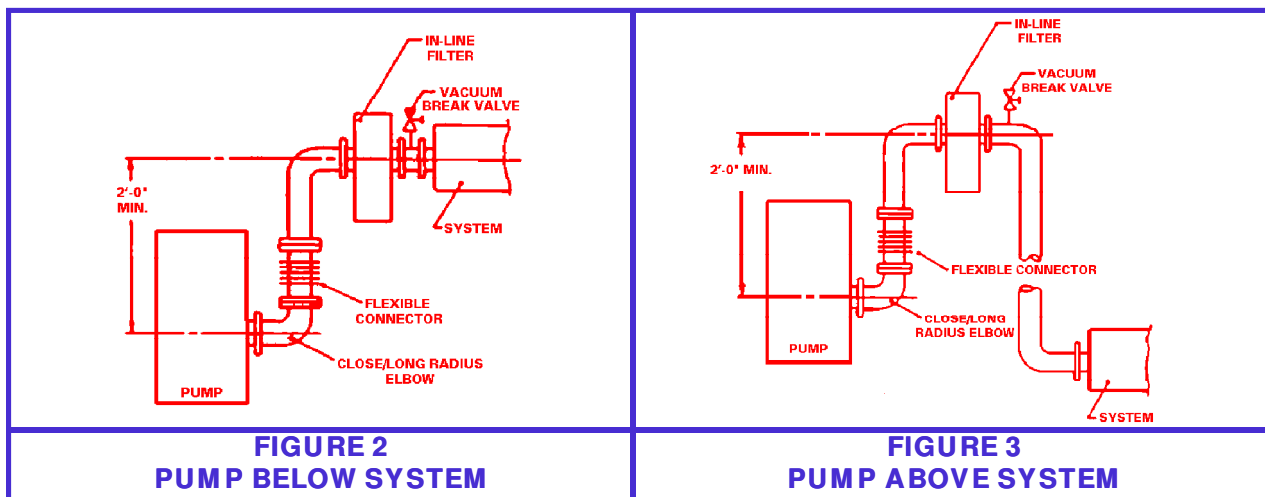 IN-LINE
FILTER
VACUUM
BREAK VALVE
2'-0"
MIN.
SYSTEM
FLEXIBLE
CONNECTOR
CLOSE/LONG RADIUS
ELBOW
PUMP
FIGURE 2
PUMP BELOW SYSTEM
IN-LINE
FILTER
VACUUM
BREAK VALVE
2'-0" MIN.
FLEXIBLE CONNECTOR
CLOSE/LONG
RADIUS ELBOW
PUMP
SYSTEM
FIGURE 3
PUMP ABOVE SYSTEM